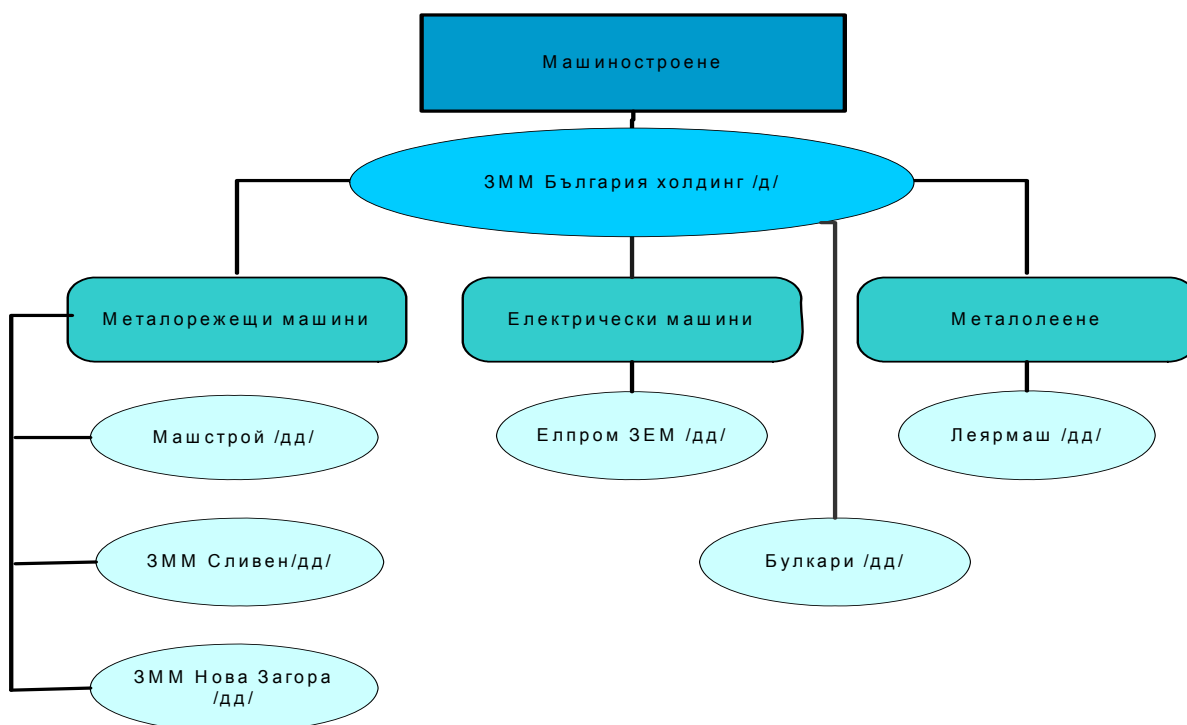 Машиностроене
ЗММ България холдинг /д/
Металорежещи машини
Електрически машини
Металолеене
Машстрой /дд/
Елпром ЗЕМ /дд/
Леярмаш /дд/
ЗММ Сливен/дд/
Булкари /дд/
ЗММ Нова Загора
/дд/